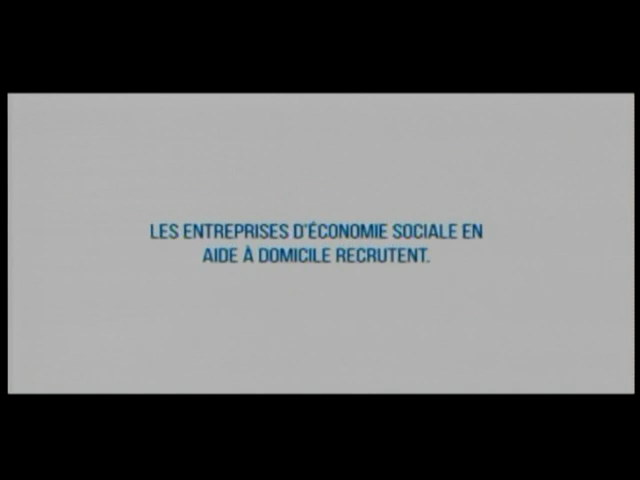 LES ENTREPRISES D'ÉCONOMIE SOCIALE EN
AIDE À DOMICILE RECRUTENT.